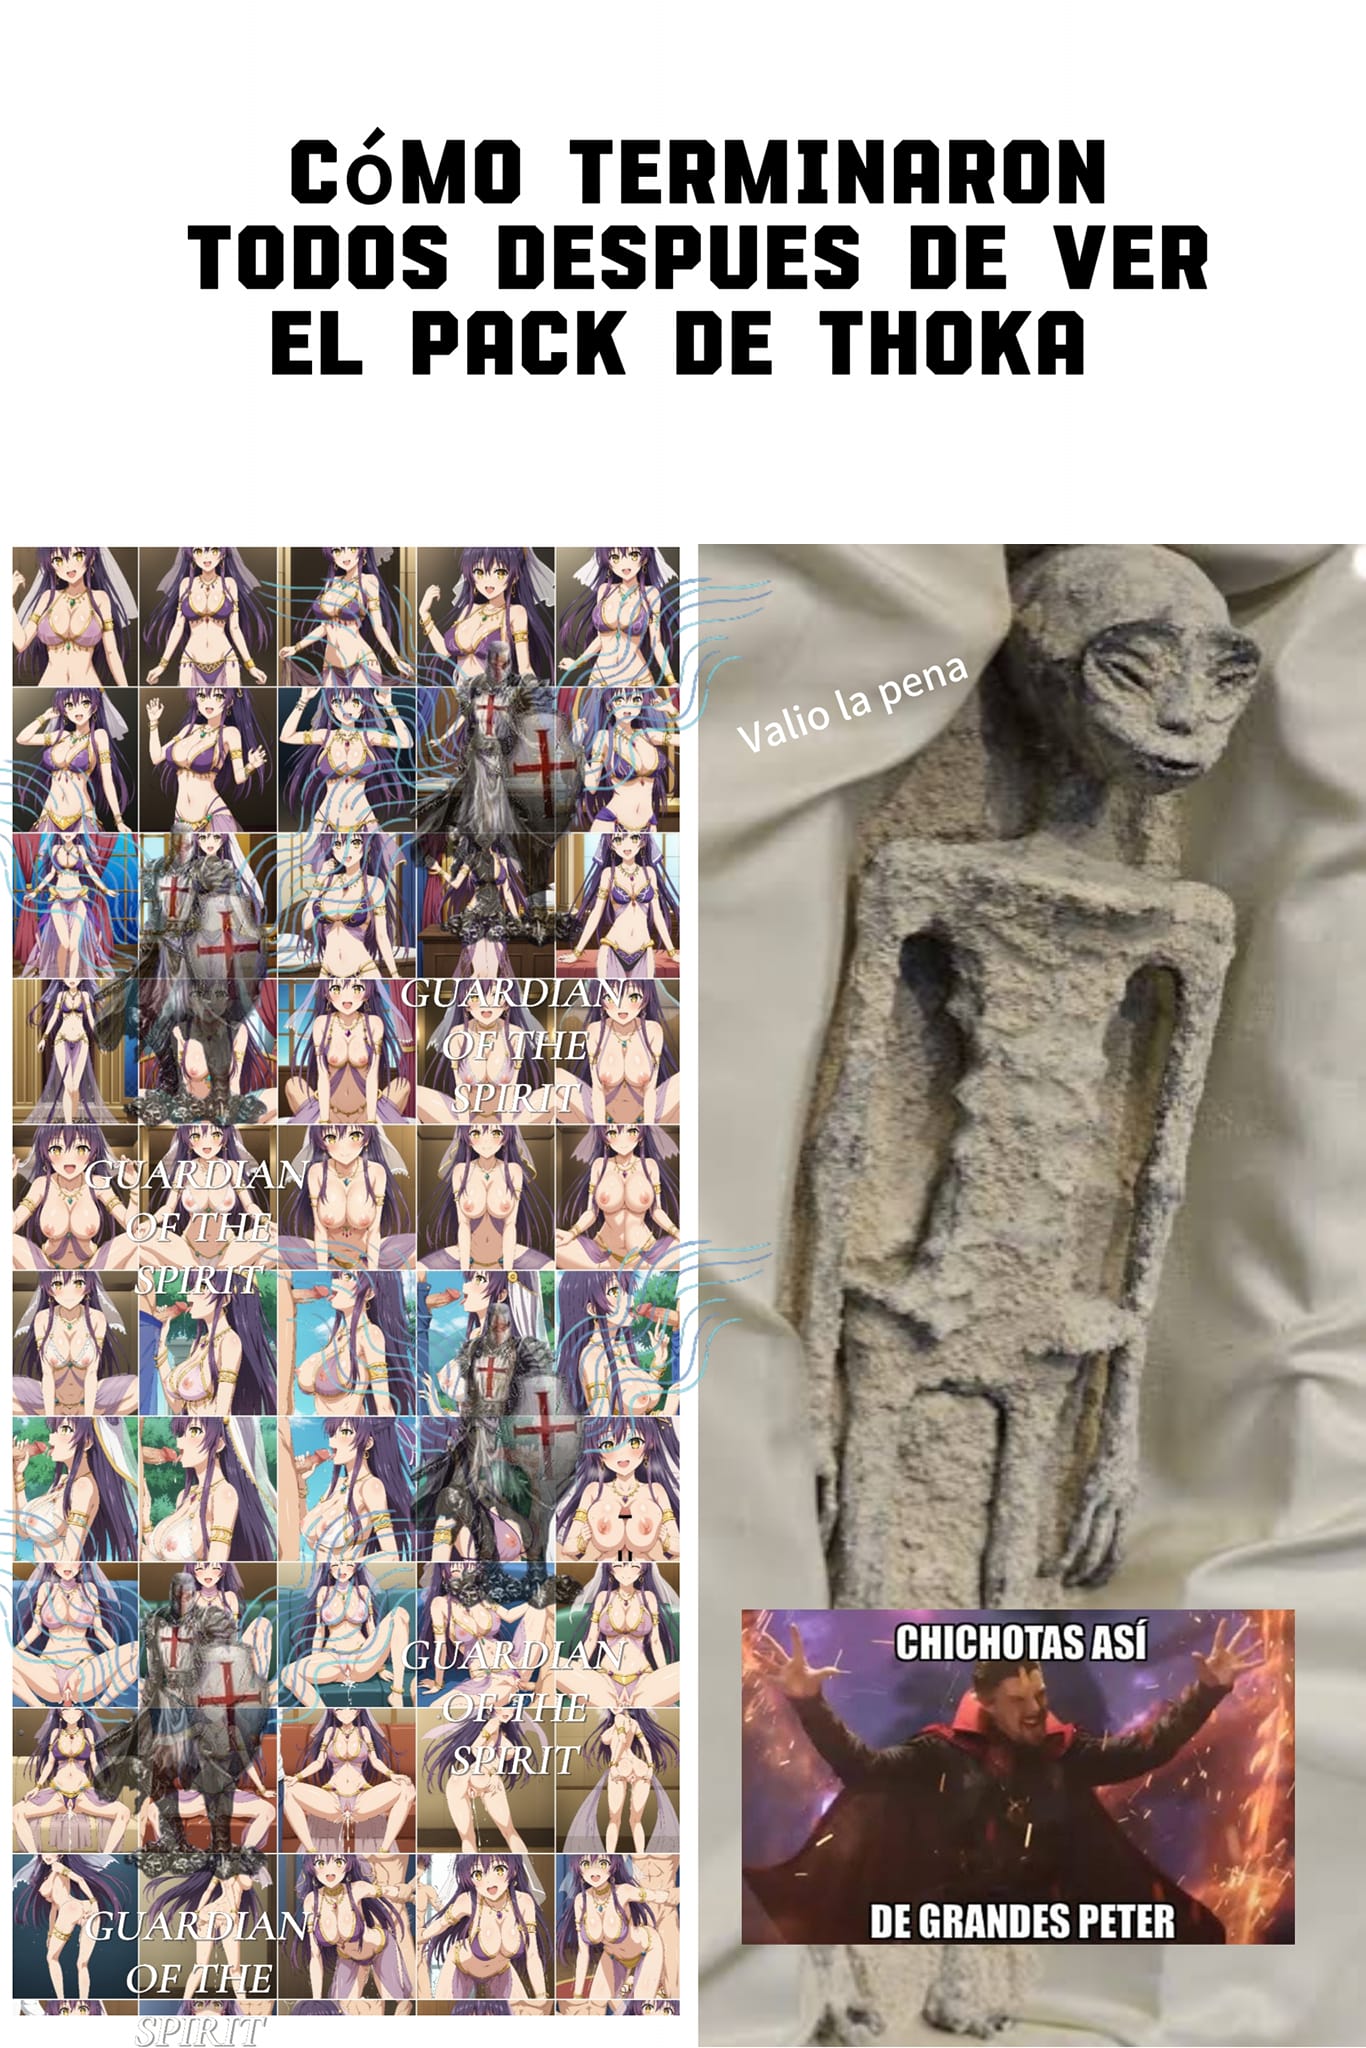 CóMO TERMINARON
TODOS DESPUES DE VER
EL PACK DE THOKA
Valio la pena
GUARDIAN
OF THE
SPIRIT
GUARDIAN
OF THE
SPIRIT
GUARDIAN
OF THE
SPIRIT
GUARDIAN
OF THE
SPIRIT
CHICHOTAS ASÍ
DE GRANDES PETER